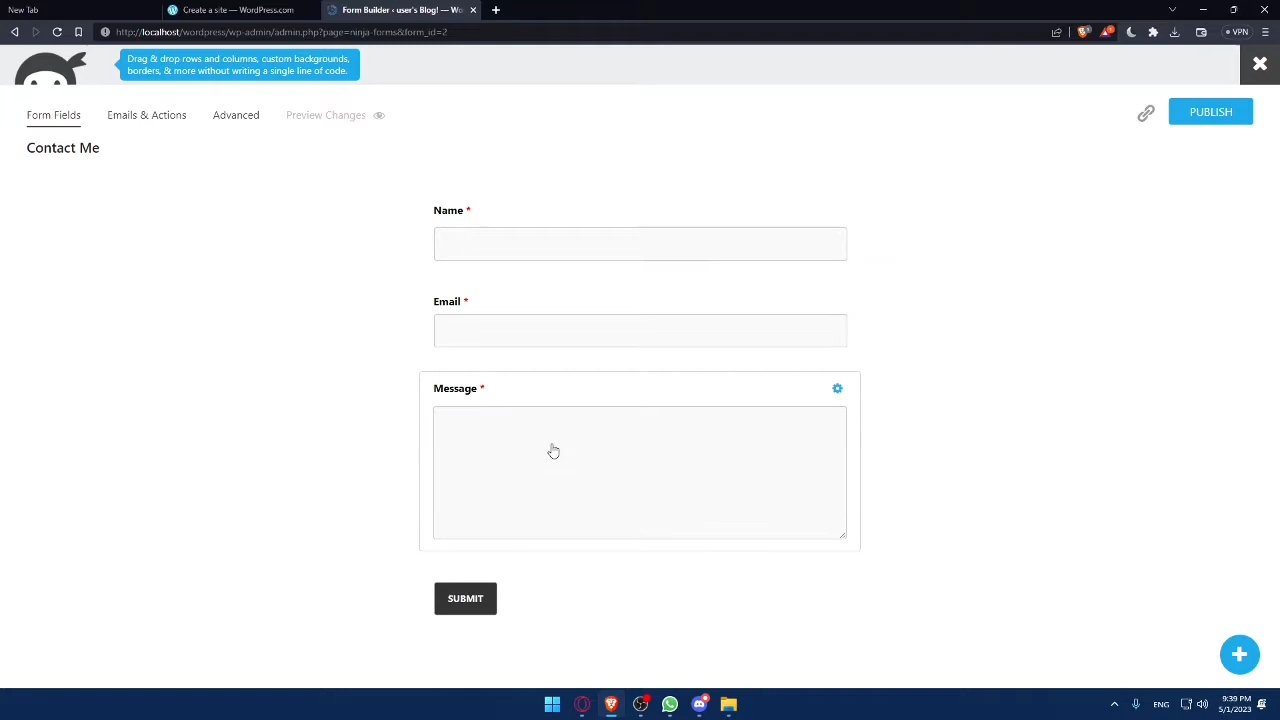 New Tab
Create a site — WordPress.com
Form Builder ‹ user's Blog! — Wo
http://localhost/wordpress/wp-admin/admin.php?page=ninja-forms&form_id=2
VPN
Drag & drop rows and columns, custom backgrounds,
borders, & more without writing a single line of code.
Form Fields
Emails & Actions
Advanced
Preview Changes
PUBLISH
Contact Me
Name *
Email *
Message *
SUBMIT
ENG
9:39 PM
5/1/2023